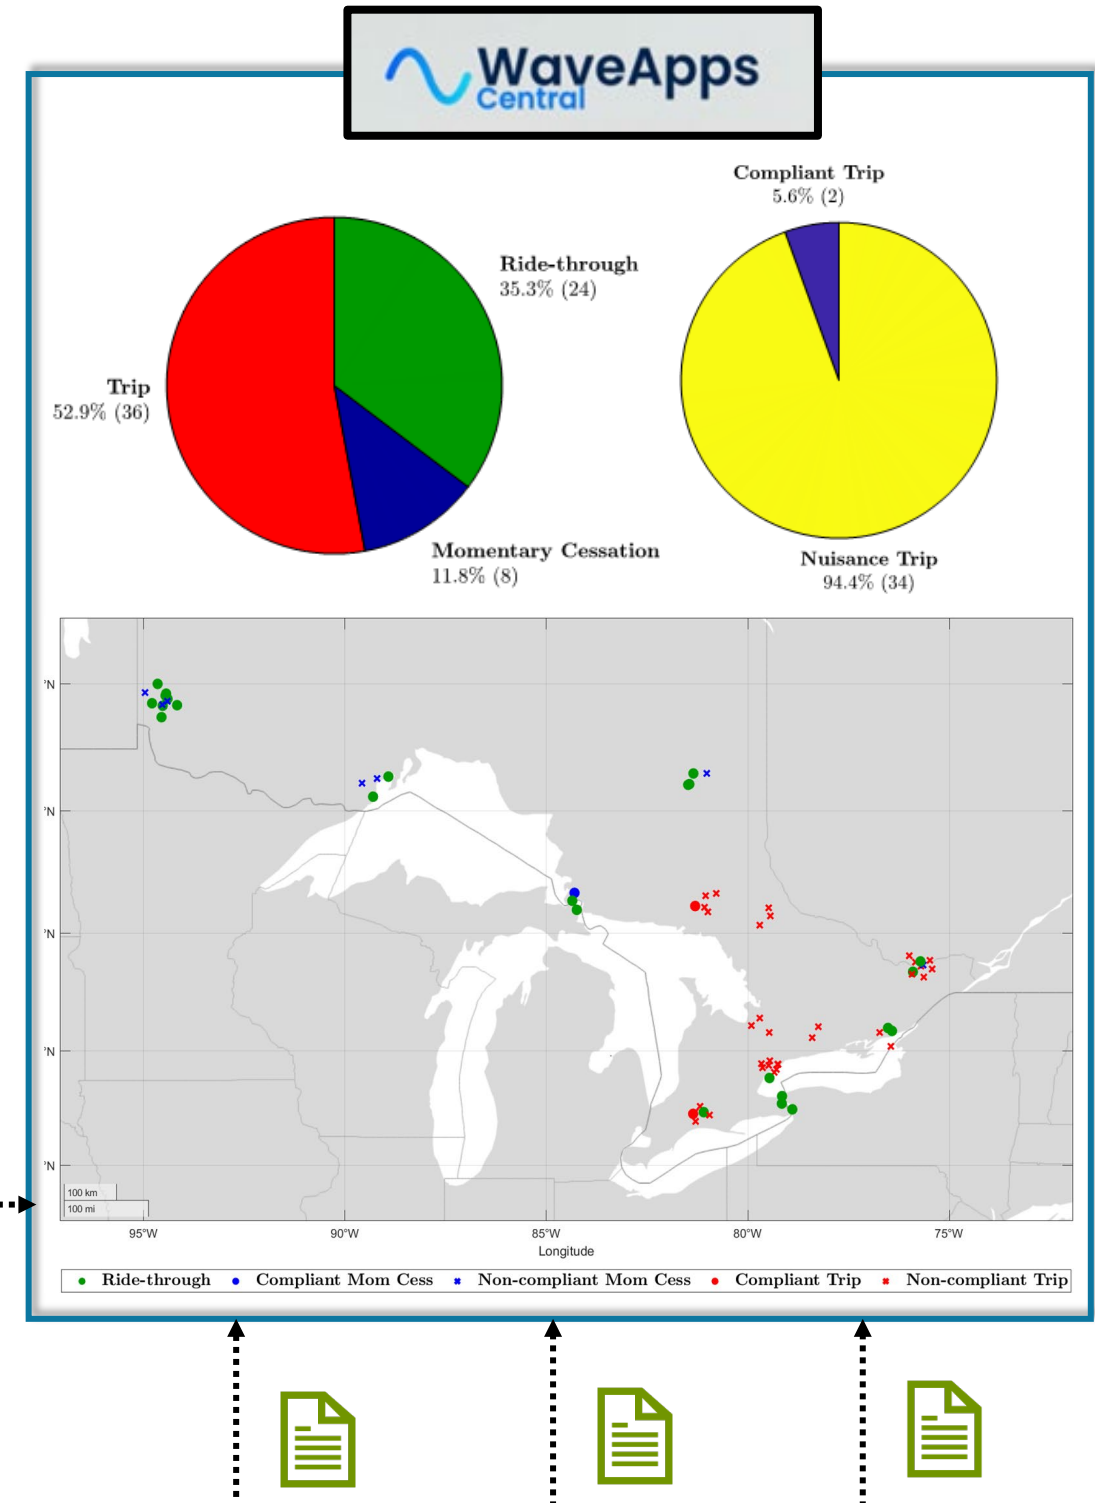 WaveApps
Central
Compliant Trip
5.6% (2)
Ride-through
35.3% (24)
Trip
52.9% (36)
Momentary Cessation
11.8% (8)
Nuisance Trip
94.4% (34)
°N
°N
°N
°N
°N
100 km
100 mi
95°W 90°W 85°W 80°W 75°W
Longitude
Ride-through Compliant Mom Cess Non-compliant Mom Cess Compliant Trip Non-compliant Trip